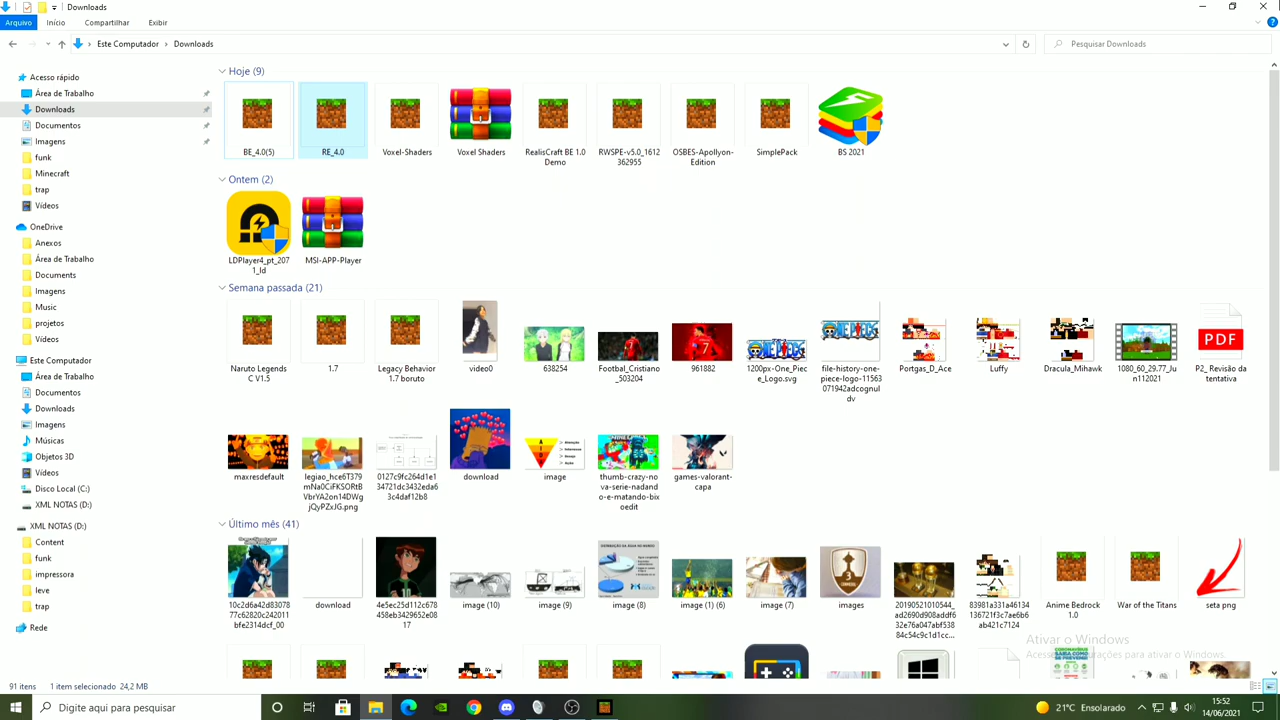 Downloads
Arquivo Início Compartilhar Exibir
Este Computador Downloads
Pesquisar Downloads
Acesso rápido
Área de Trabalho
Downloads
Documentos
Imagens
funk
Minecraft
trap
Vídeos
OneDrive
Anexos
Área de Trabalho
Documents
Imagens
Music
projetos
Vídeos
Este Computador
Área de Trabalho
Documentos
Downloads
Imagens
Músicas
Objetos 3D
Vídeos
Disco Local (C:)
XML NOTAS (D:)
XML NOTAS (D:)
Content
funk
impressora
leve
trap
Rede
Hoje (9)
BE_4.0(5)
RE_4.0
Voxel-Shaders
Voxel Shaders
RealisCraft BE 1.0
Demo
RWSPE-v5.0_1612
362955
OSBES-Apollyon-
Edition
SimplePack
BS 2021
Ontem (2)
LDPlayer4_pt_207
1_ld
MSI-APP-Player
Semana passada (21)
Naruto Legends
C V1.5
1.7
Legacy Behavior
1.7 boruto
video0
638254
Footbal_Cristiano
_503204
961882
1200px-One_Piec
e_Logo.svg
file-history-one-
piece-logo-11563
071942adcognul
dv
Portgas_D_Ace
Luffy
Dracula_Mihawk
1080_60_29.77_Ju
n112021
PDF
P2_ Revisão da
tentativa
maxresdefault
legiao_hce6T379
mNa0CiFKSORtB
VbrYA2on14DWg
jQyPZxJG.png
0127c9fc264d1e1
34721dc3432eda6
3c4daf12b8
download
image
thumb-crazy-no
va-serie-nadand
o-e-matando-bix
oedit
games-valorant-
capa
Último mês (41)
10c2d6a42d83078
77c62820c242011
bfe2314dcf_00
download
4e5ec25d112c678
458eb3429652e08
17
image (10)
image (9)
image (8)
image (1) (6)
image (7)
images
20190521010544_
ad2690d908addf6
32e76a047abf538
84c54c9c1d1cc...
83981a331a46134
136721f3c7ae6b6
ab421c7124
Anime Bedrock
1.0
War of the Titans
seta png
Ativar o Windows
91 itens 1 item selecionado 24,2 MB
Digite aqui para pesquisar
21°C Ensolarado
15:52
14/06/2021